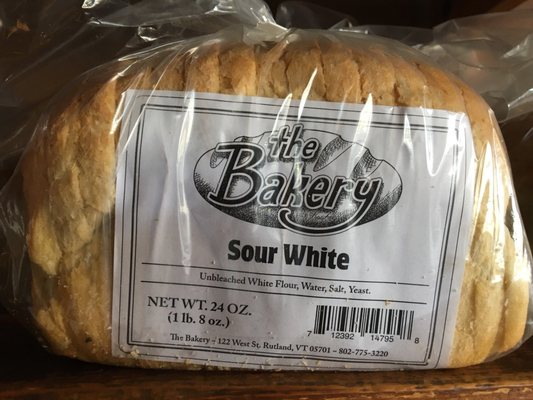 the
Bakery
Sour White
Unbleached White Flour, Water, Salt, Yeast.
NET WT. 24 OZ.
(1 lb. 8 oz.)
7 12392 14795 8
The Bakery – 122 West St. Rutland, VT 05701 – 802-775-3220